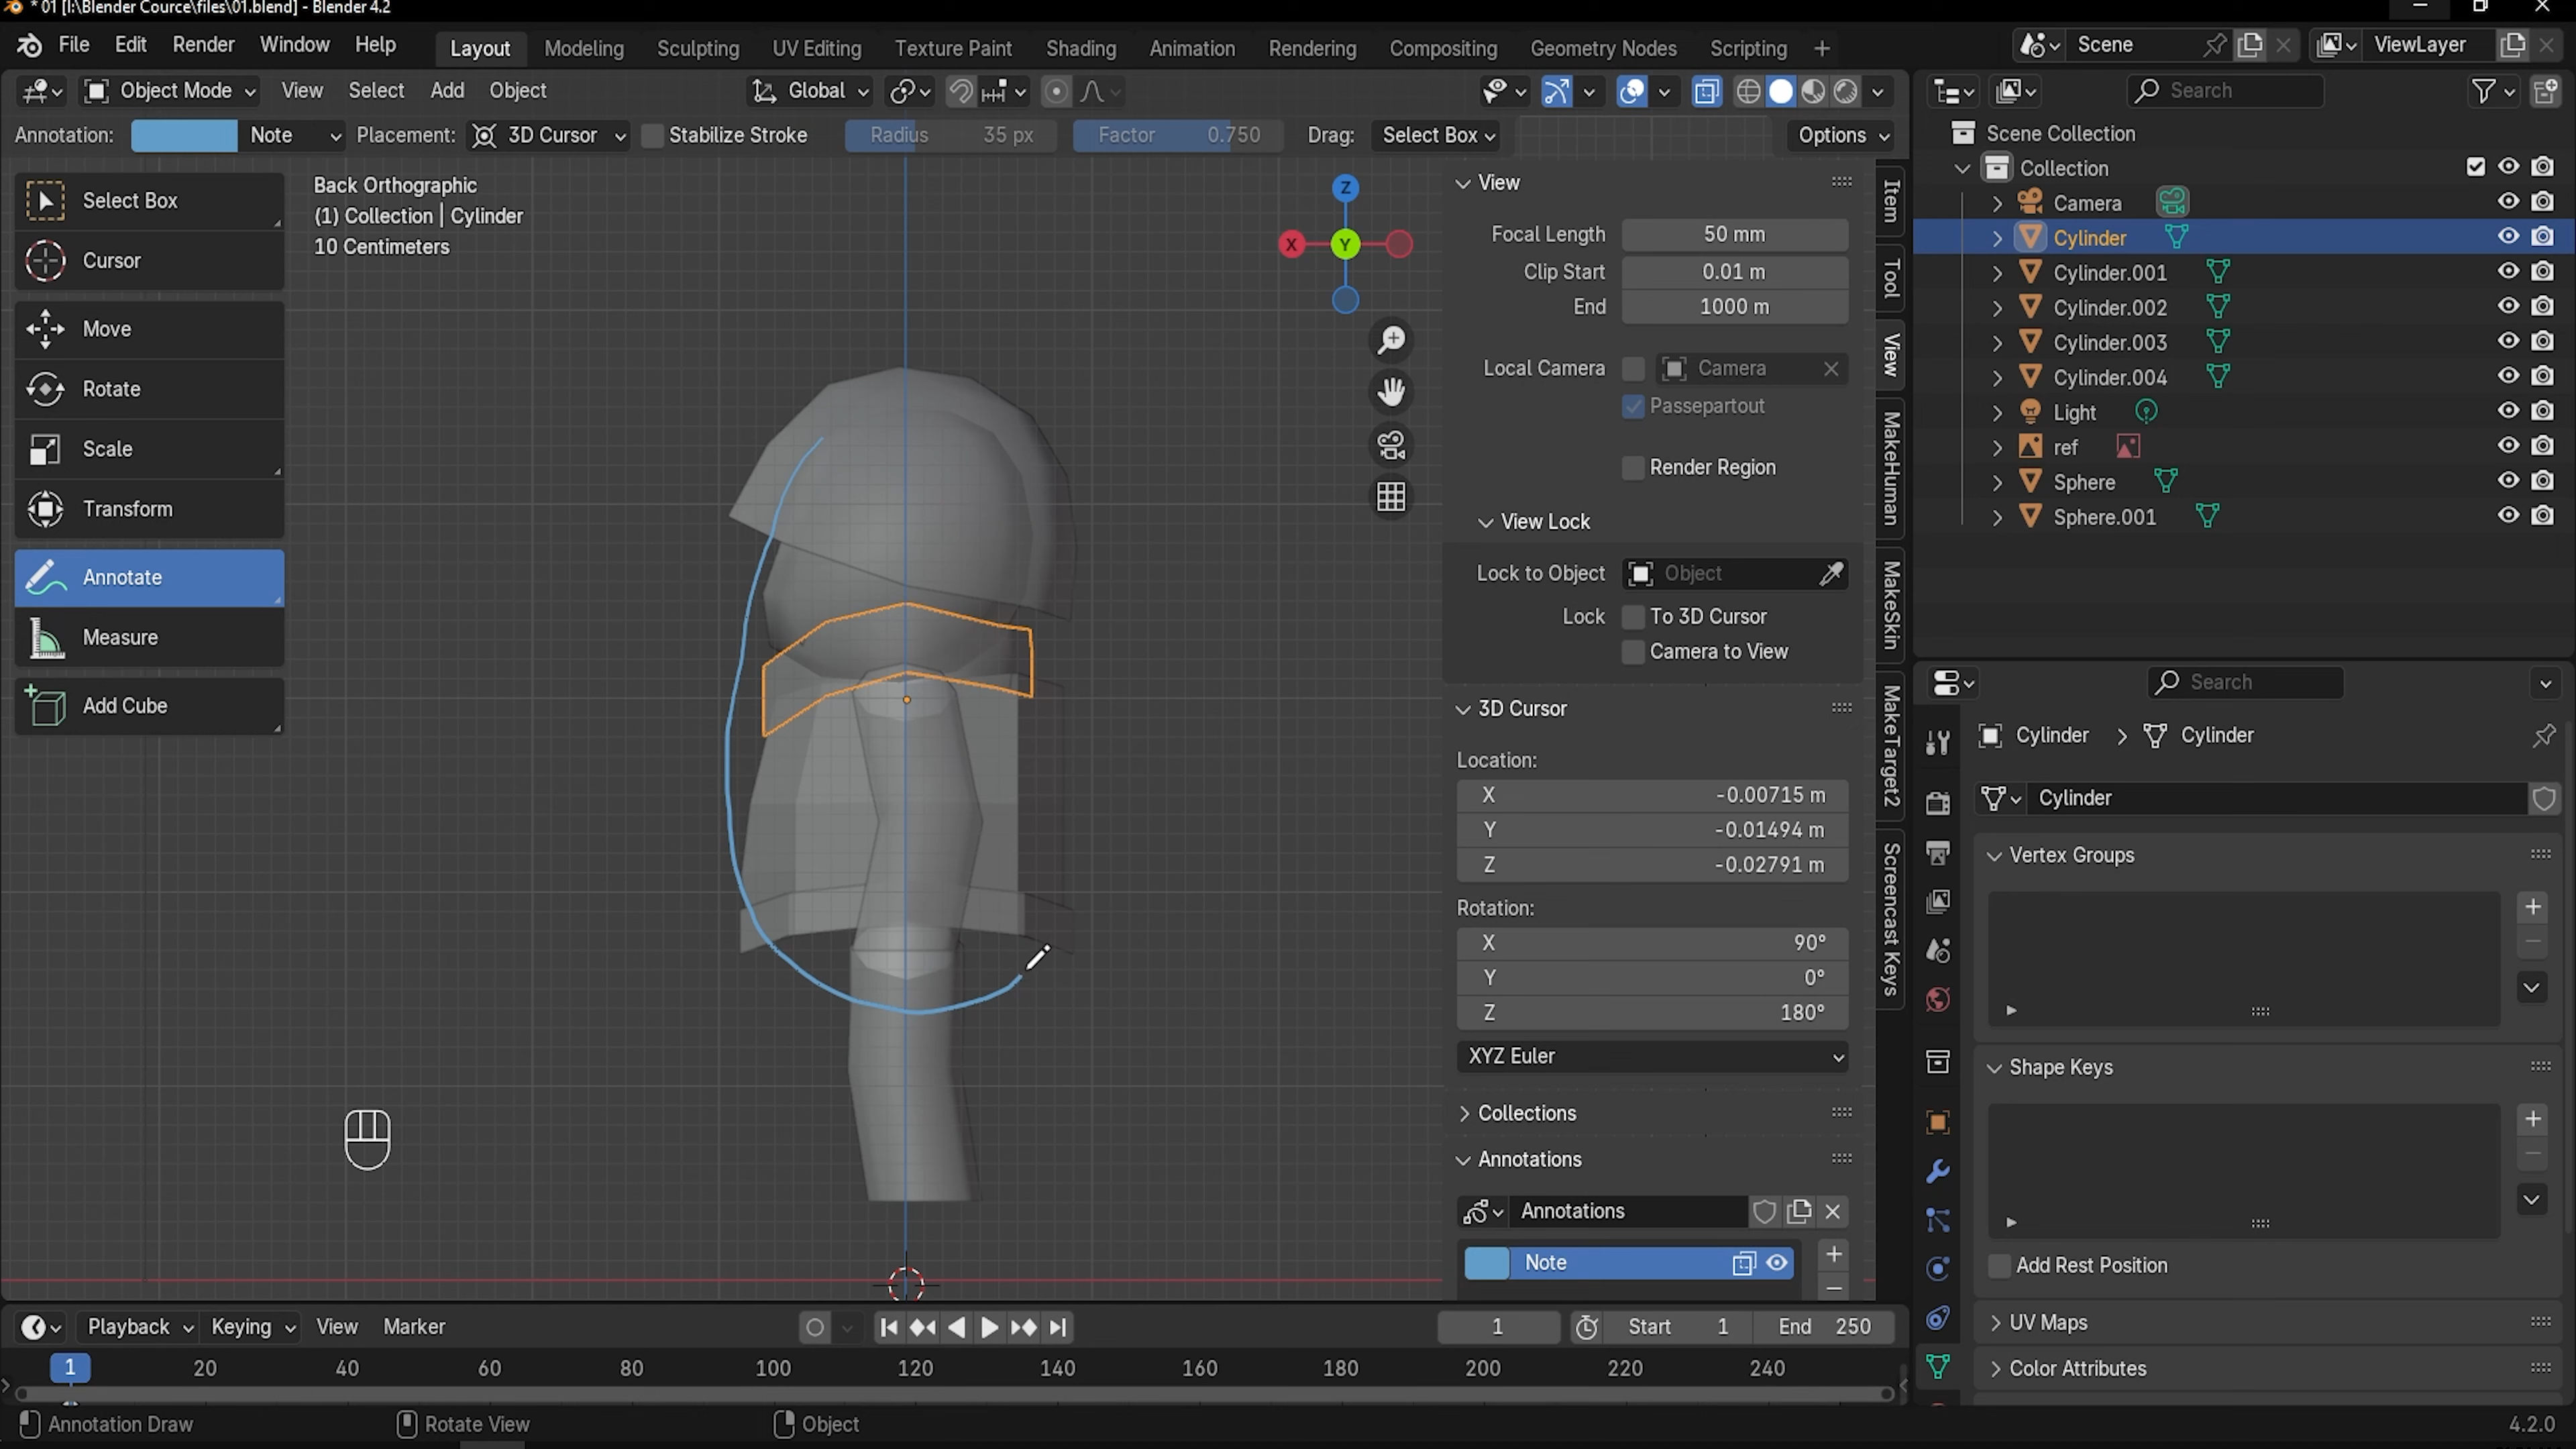 * 01 [I:\Blender Cource\files\01.blend] - Blender 4.2
File Edit Render Window Help Layout Modeling Sculpting UV Editing Texture Paint Shading Animation Rendering Compositing Geometry Nodes Scripting + Scene ViewLayer
Object Mode View Select Add Object Global Search
Annotation: Note Placement: 3D Cursor Stabilize Stroke Radius 35 px Factor 0.750 Drag: Select Box Options
Select Box
Cursor
Move
Rotate
Scale
Transform
Annotate
Measure
Add Cube
Back Orthographic
(1) Collection | Cylinder
10 Centimeters
Z
X
Y
View
Focal Length 50 mm
Clip Start 0.01 m
End 1000 m
Local Camera Camera
Passepartout
Render Region
View Lock
Lock to Object Object
Lock To 3D Cursor
Camera to View
3D Cursor
Location:
X -0.00715 m
Y -0.01494 m
Z -0.02791 m
Rotation:
X 90°
Y 0°
Z 180°
XYZ Euler
Collections
Annotations
Annotations
Note
Item
Tool
View
MakeHuman
MakeSkin
MakeTarget2
Screencast Keys
Scene Collection
Collection
Camera
Cylinder
Cylinder.001
Cylinder.002
Cylinder.003
Cylinder.004
Light
ref
Sphere
Sphere.001
Search
Cylinder > Cylinder
Cylinder
Vertex Groups
Shape Keys
Add Rest Position
UV Maps
Color Attributes
Playback Keying View Marker 1 Start 1 End 250
1 20 40 60 80 100 120 140 160 180 200 220 240
Annotation Draw Rotate View Object 4.2.0